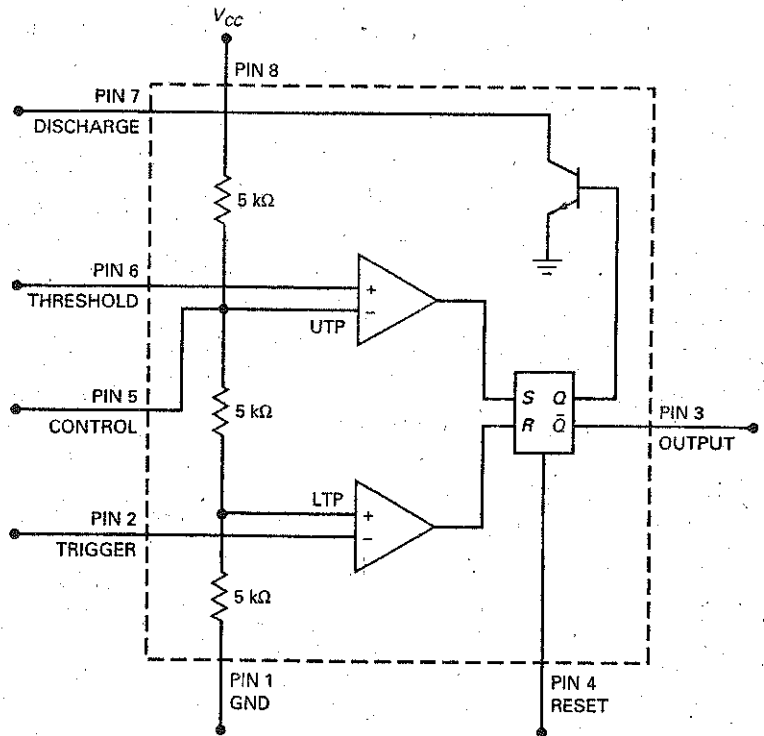 VCC
PIN 8
PIN 7
DISCHARGE
5 kΩ
PIN 6
THRESHOLD
+
−
UTP
PIN 5
CONTROL
5 kΩ
S Q
R Q̅
PIN 3
OUTPUT
LTP
+
−
PIN 2
TRIGGER
5 kΩ
PIN 1
GND
PIN 4
RESET